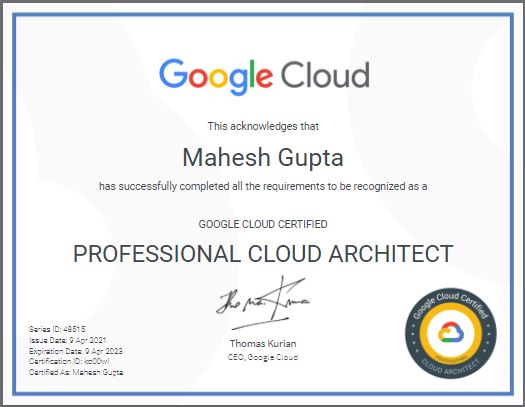 Google Cloud
This acknowledges that
Mahesh Gupta
has successfully completed all the requirements to be recognized as a
GOOGLE CLOUD CERTIFIED
PROFESSIONAL CLOUD ARCHITECT
Thomas Kurian
CEO, Google Cloud
Series ID: 48515
Issue Date: 9 Apr 2021
Expiration Date: 9 Apr 2023
Certification ID: kq00wl
Certified As: Mahesh Gupta
Google Cloud Certified
PROFESSIONAL
CLOUD ARCHITECT